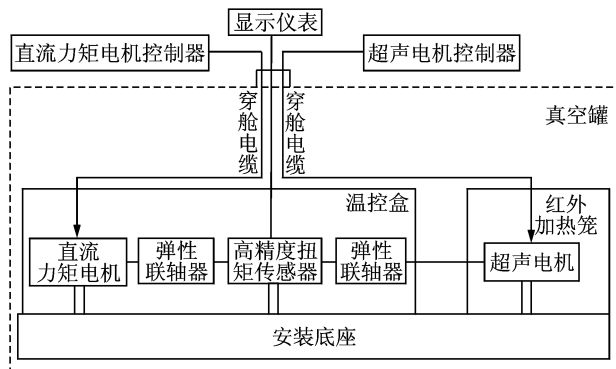 显示仪表
直流力矩电机控制器
超声电机控制器
穿舱电缆
穿舱电缆
真空罐
温控盒
红外
加热笼
直流
力矩电机
弹性
联轴器
高精度扭
矩传感器
弹性
联轴器
超声电机
安装底座